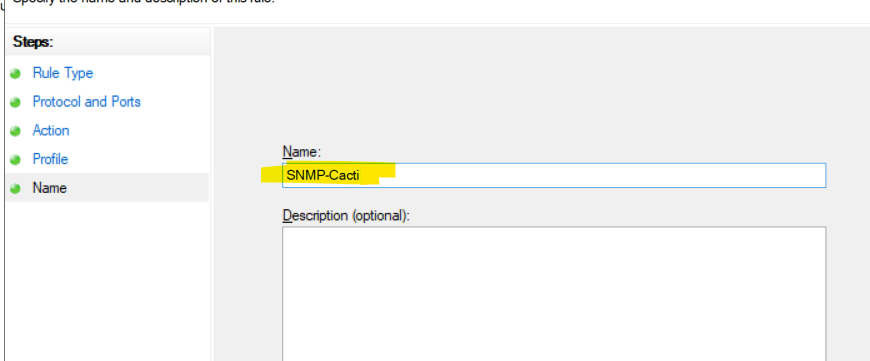 Specify the name and description of this rule.
Steps:
Rule Type
Protocol and Ports
Action
Profile
Name
Name:
SNMP-Cacti
Description (optional):